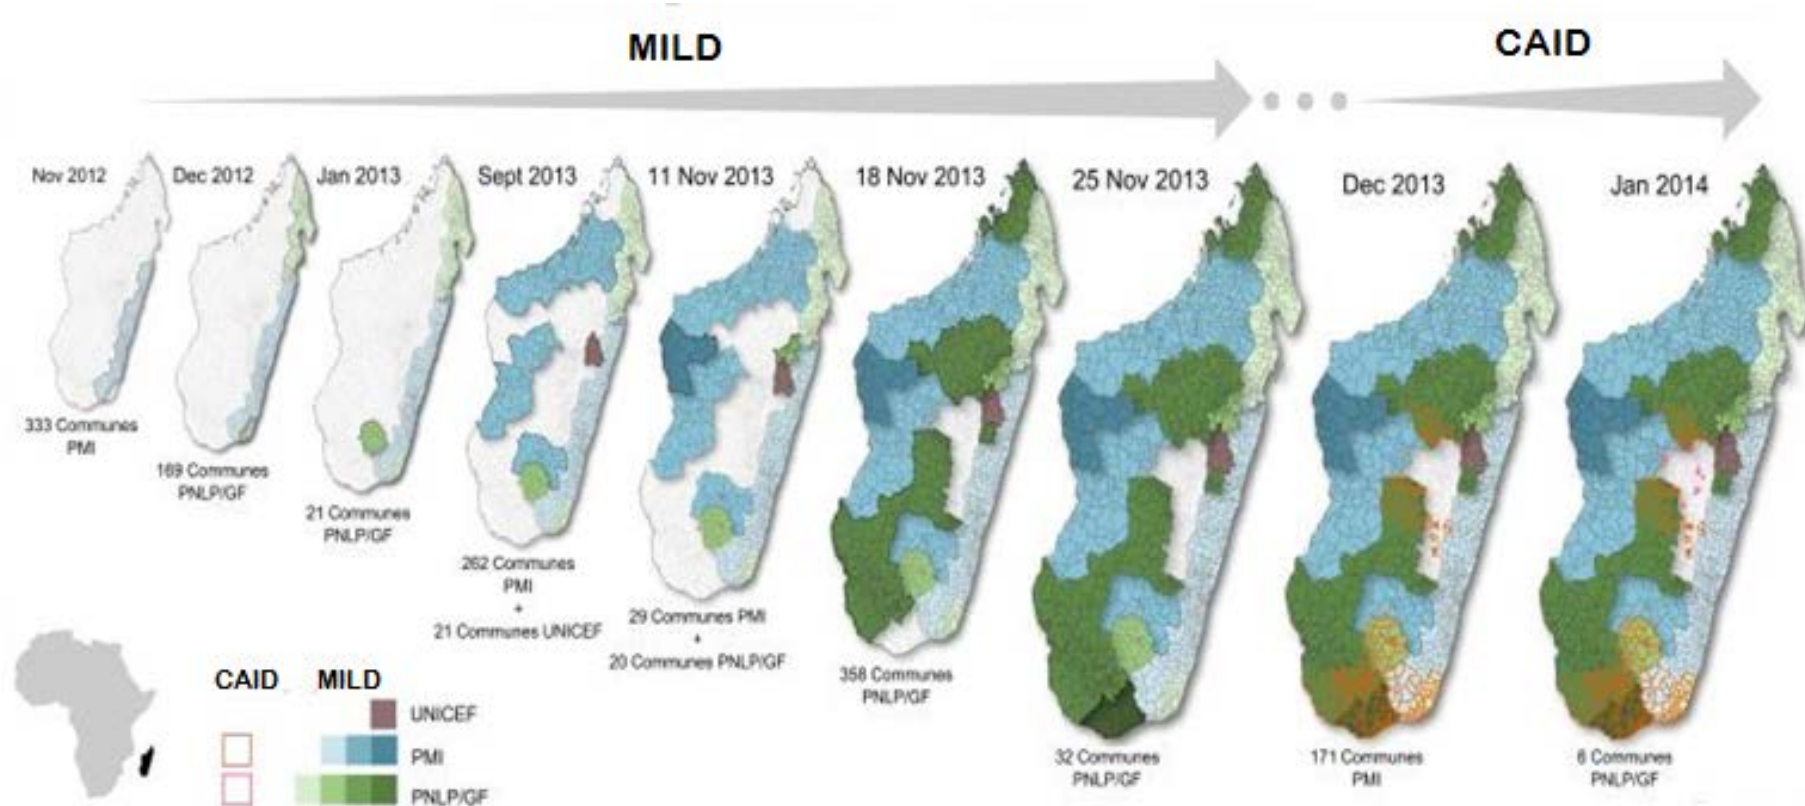 MILD
CAID
Nov 2012
Dec 2012
Jan 2013
Sept 2013
11 Nov 2013
18 Nov 2013
25 Nov 2013
Dec 2013
Jan 2014
333 Communes
PMI
169 Communes
PNLP/GF
21 Communes
PNLP/GF
262 Communes
PMI
+
21 Communes UNICEF
29 Communes PMI
+
20 Communes PNLP/GF
358 Communes
PNLP/GF
32 Communes
PNLP/GF
171 Communes
PMI
6 Communes
PNLP/GF
CAID MILD
UNICEF
PMI
PNLP/GF